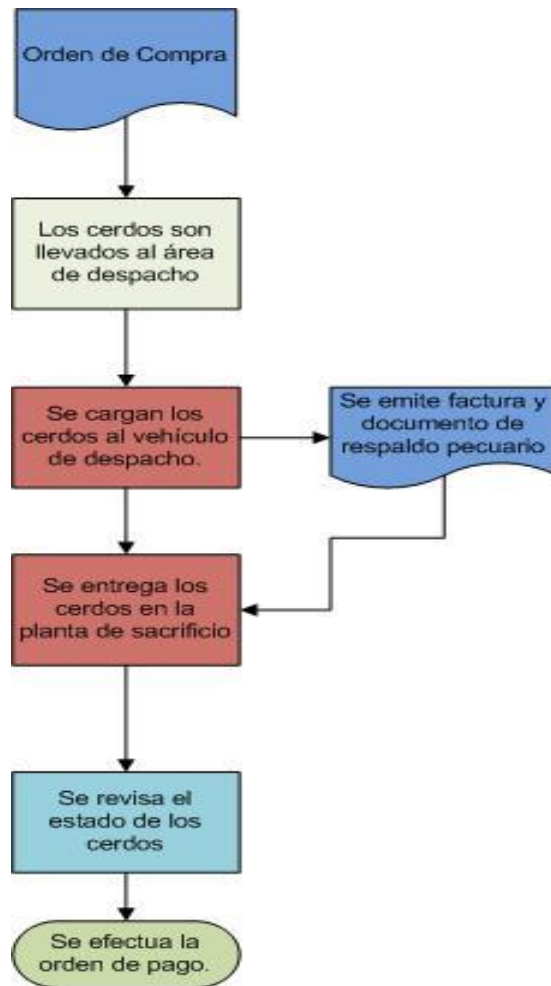 Orden de Compra
Los cerdos son
llevados al área
de despacho
Se cargan los
cerdos al vehículo
de despacho.
Se emite factura y
documento de
respaldo pecuario
Se entrega los
cerdos en la
planta de sacrificio
Se revisa el
estado de los
cerdos
Se efectua la
orden de pago.